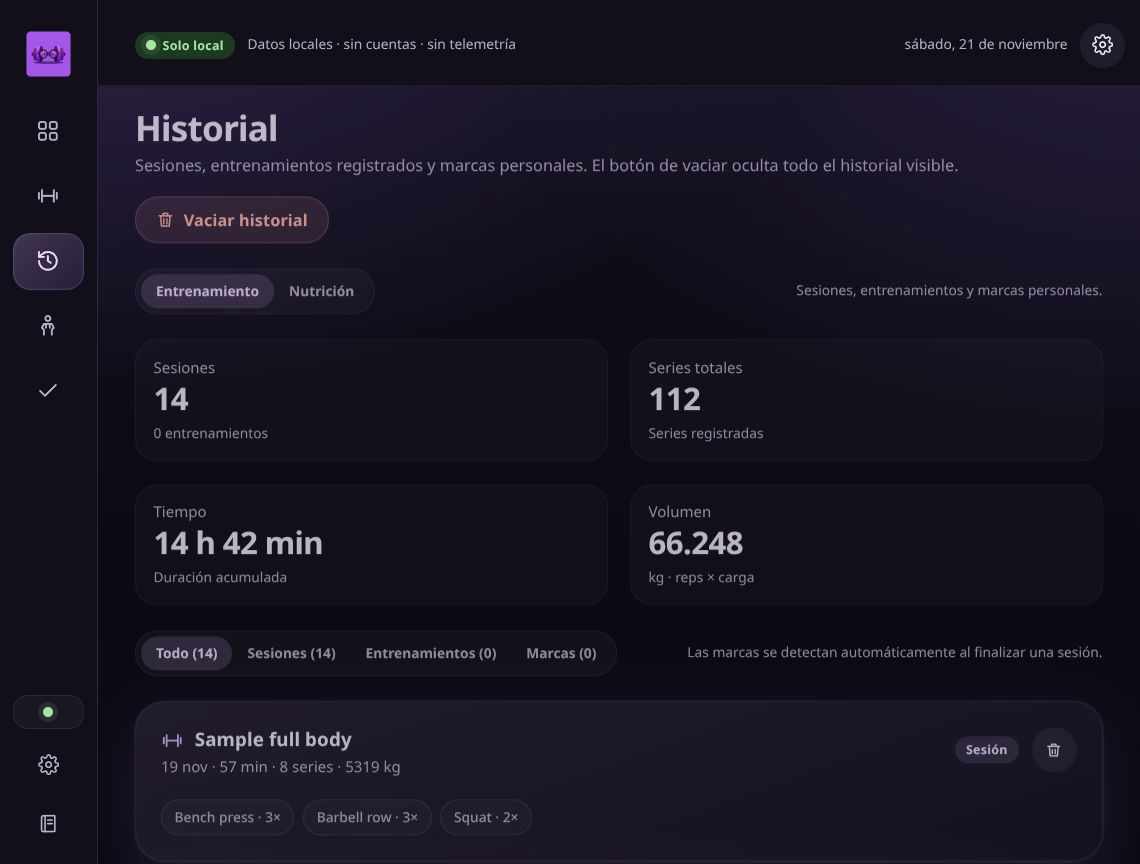 Solo local
Datos locales · sin cuentas · sin telemetría
sábado, 21 de noviembre
Historial
Sesiones, entrenamientos registrados y marcas personales. El botón de vaciar oculta todo el historial visible.
Vaciar historial
Entrenamiento
Nutrición
Sesiones, entrenamientos y marcas personales.
Sesiones
14
0 entrenamientos
Series totales
112
Series registradas
Tiempo
14 h 42 min
Duración acumulada
Volumen
66.248
kg · reps × carga
Todo (14)
Sesiones (14)
Entrenamientos (0)
Marcas (0)
Las marcas se detectan automáticamente al finalizar una sesión.
Sample full body
19 nov · 57 min · 8 series · 5319 kg
Sesión
Bench press · 3×
Barbell row · 3×
Squat · 2×